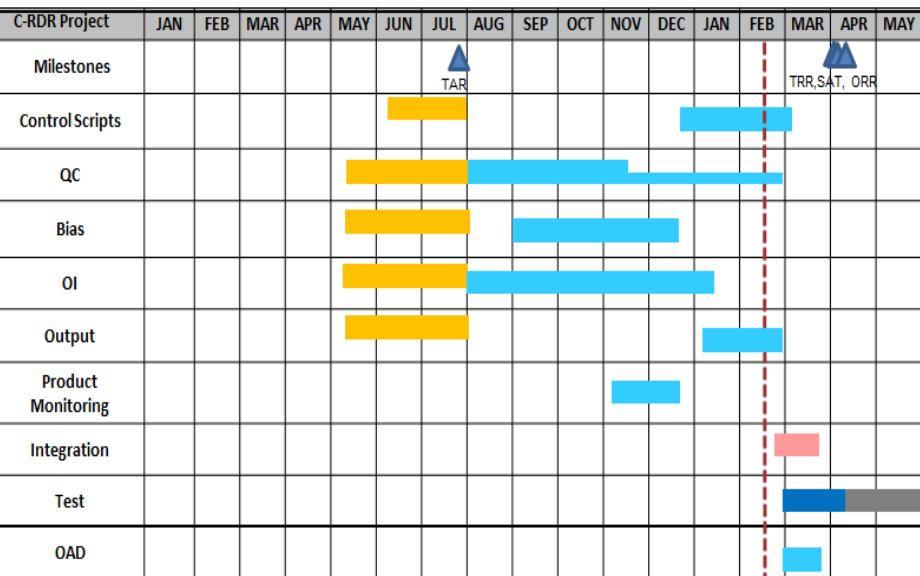 C-RDR Project JAN FEB MAR APR MAY JUN JUL AUG SEP OCT NOV DEC JAN FEB MAR APR MAY
Milestones
TAR
TRR,SAT, ORR
Control Scripts
QC
Bias
OI
Output
Product
Monitoring
Integration
Test
OAD